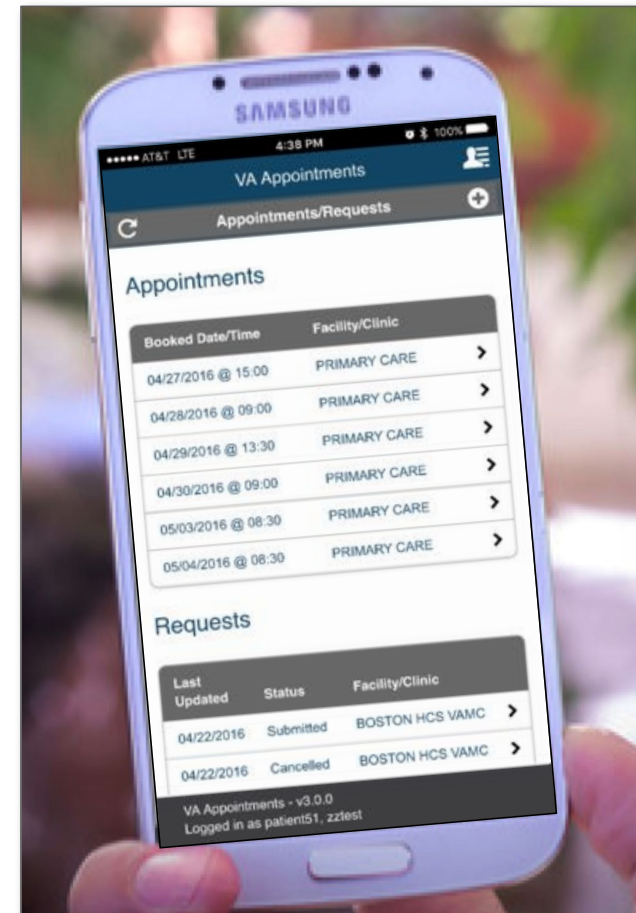 SAMSUNG
AT&T LTE 4:38 PM 100%
VA Appointments
Appointments/Requests
Appointments
Booked Date/Time Facility/Clinic
04/27/2016 @ 15:00 PRIMARY CARE
04/28/2016 @ 09:00 PRIMARY CARE
04/29/2016 @ 13:30 PRIMARY CARE
04/30/2016 @ 09:00 PRIMARY CARE
05/03/2016 @ 08:30 PRIMARY CARE
05/04/2016 @ 08:30 PRIMARY CARE
Requests
Last
Updated Status Facility/Clinic
04/22/2016 Submitted BOSTON HCS VAMC
04/22/2016 Cancelled BOSTON HCS VAMC
VA Appointments - v3.0.0
Logged in as patient51, zztest